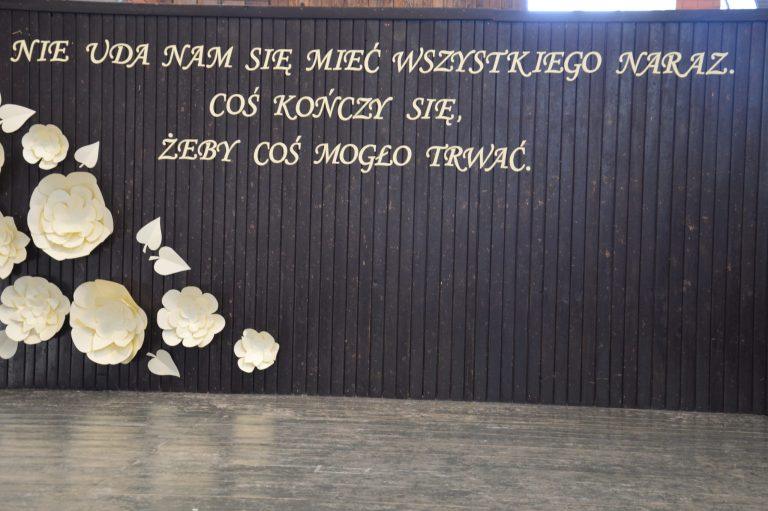 NIE UDA NAM SIĘ MIEĆ WSZYSTKIEGO NARAZ.
COŚ KOŃCZY SIĘ,
ŻEBY COŚ MOGŁO TRWAĆ.